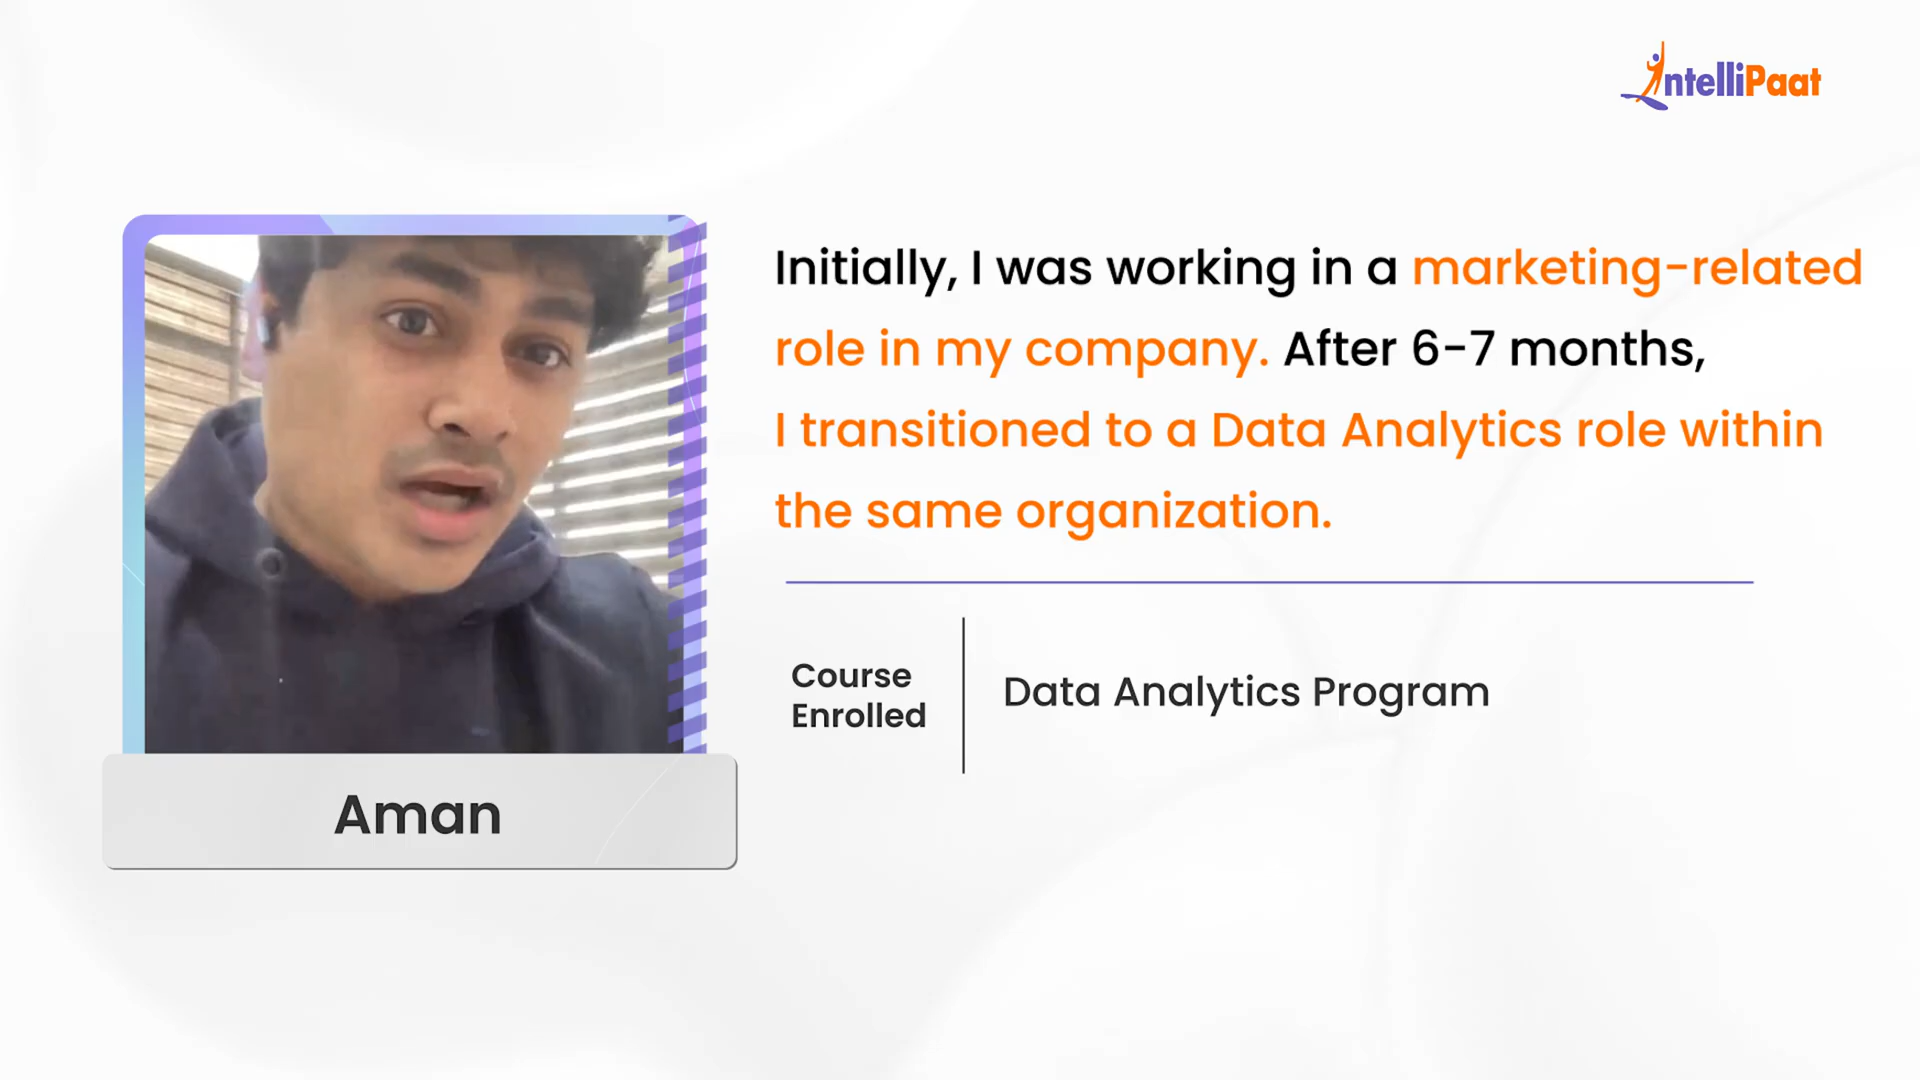 IntelliPaat
Initially, I was working in a marketing-related
role in my company. After 6-7 months,
I transitioned to a Data Analytics role within
the same organization.
Course
Enrolled
Data Analytics Program
Aman